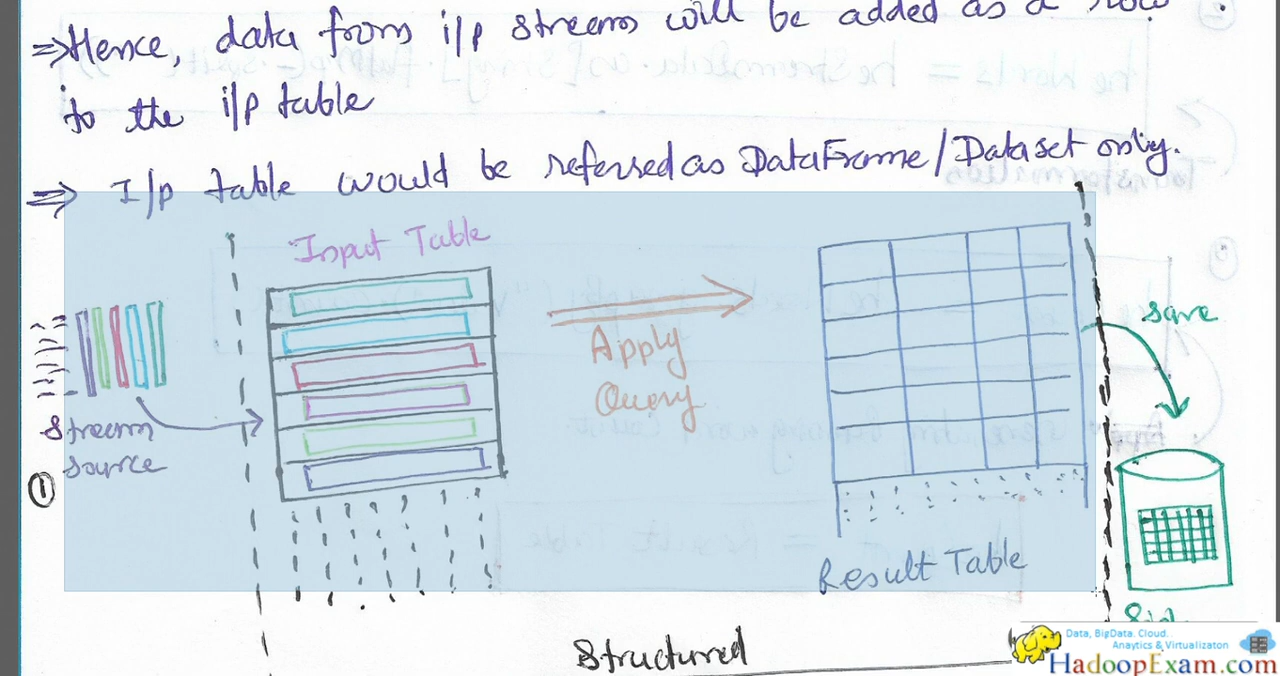 ⇒Hence, data from i/p streams will be added as a row
to the i/p table
⇒ I/p table would be referred as DataFrame/Dataset only.
Input Table
save
Apply
Query
Stream
source
①
Result Table
Structured
Data, BigData. Cloud..
Anaytics & Virtualizaton
HadoopExam.com